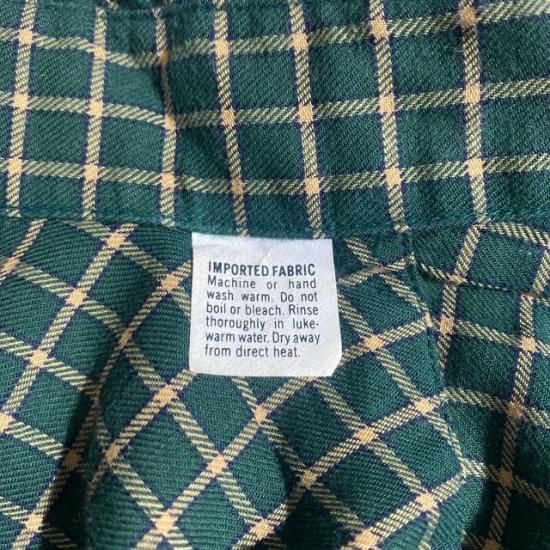 IMPORTED FABRIC
Machine or hand
wash warm. Do not
boil or bleach. Rinse
thoroughly in luke-
warm water. Dry away
from direct heat.